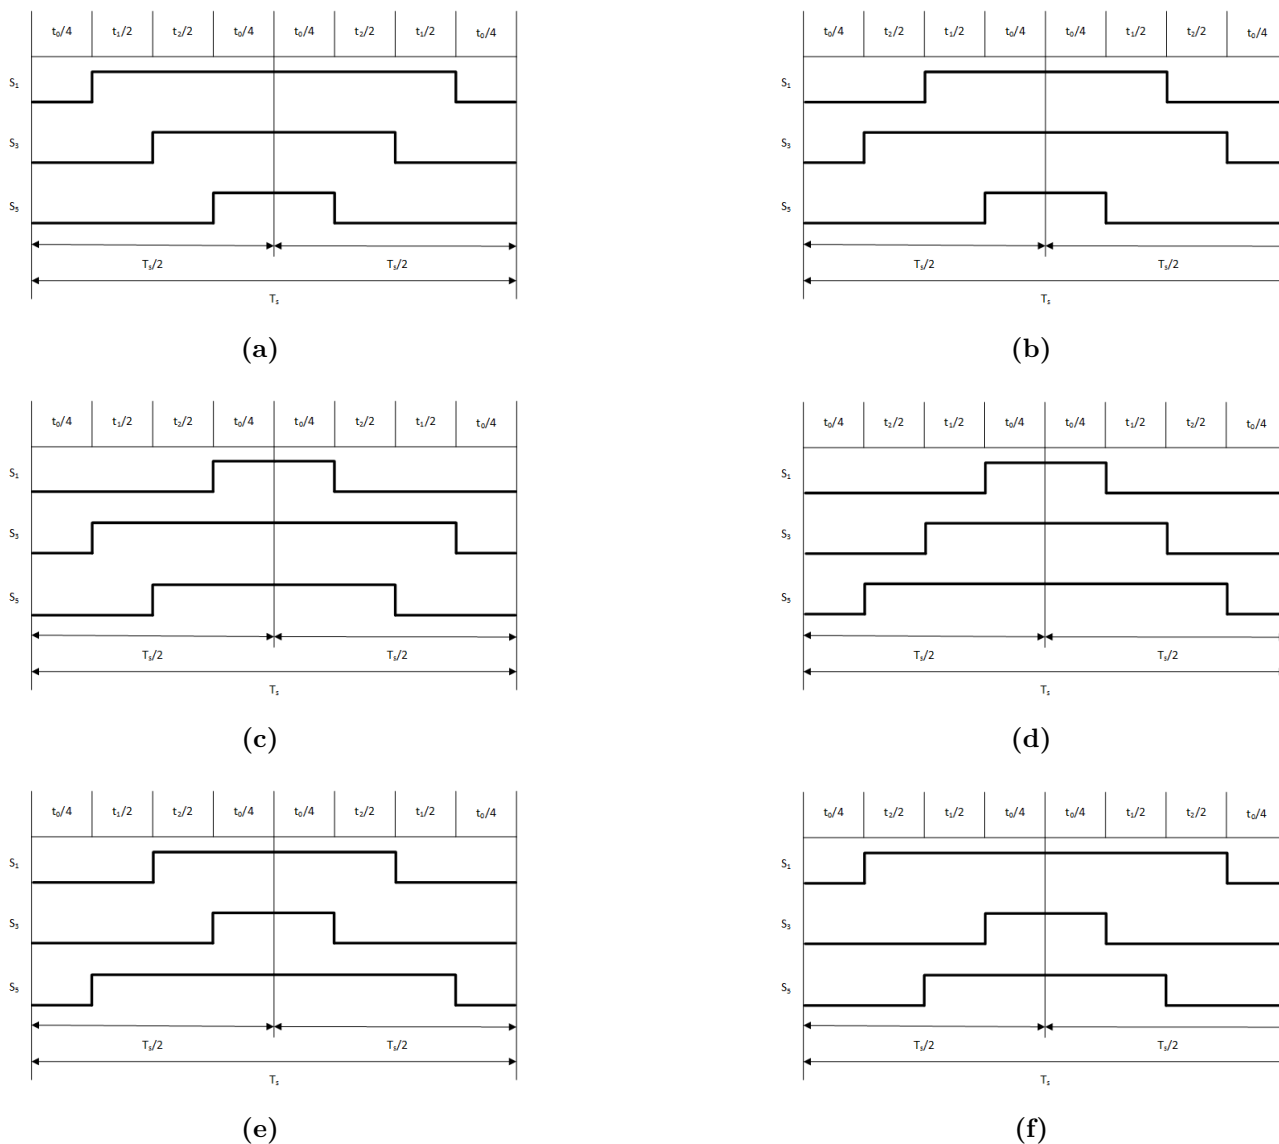 t₀/4 t₁/2 t₂/2 t₀/4 t₀/4 t₂/2 t₁/2 t₀/4
S₁
S₃
S₅
Tₛ/2 Tₛ/2
Tₛ
(a)
t₀/4 t₂/2 t₁/2 t₀/4 t₀/4 t₁/2 t₂/2 t₀/4
S₁
S₃
S₅
Tₛ/2 Tₛ/2
Tₛ
(b)
t₀/4 t₁/2 t₂/2 t₀/4 t₀/4 t₂/2 t₁/2 t₀/4
S₁
S₃
S₅
Tₛ/2 Tₛ/2
Tₛ
(c)
t₀/4 t₂/2 t₁/2 t₀/4 t₀/4 t₁/2 t₂/2 t₀/4
S₁
S₃
S₅
Tₛ/2 Tₛ/2
Tₛ
(d)
t₀/4 t₁/2 t₂/2 t₀/4 t₀/4 t₂/2 t₁/2 t₀/4
S₁
S₃
S₅
Tₛ/2 Tₛ/2
Tₛ
(e)
t₀/4 t₂/2 t₁/2 t₀/4 t₀/4 t₁/2 t₂/2 t₀/4
S₁
S₃
S₅
Tₛ/2 Tₛ/2
Tₛ
(f)